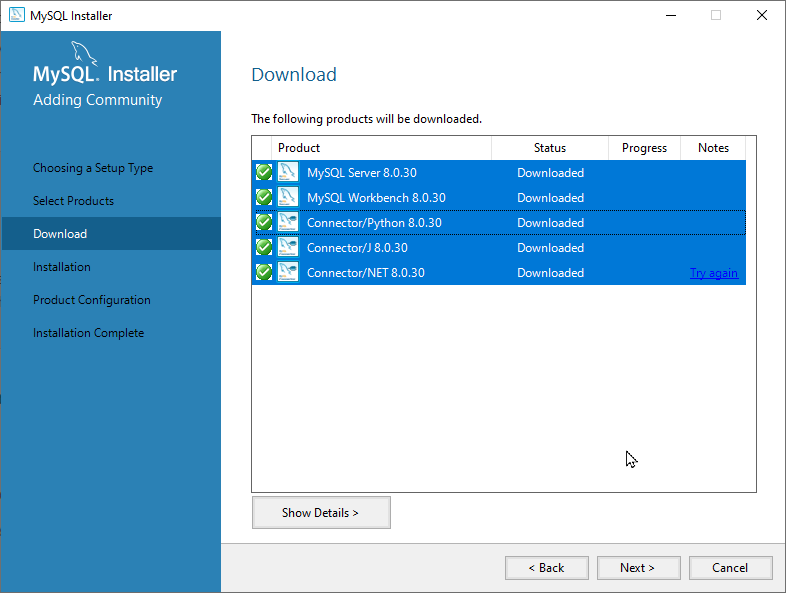 MySQL Installer
MySQL. Installer
Adding Community
Choosing a Setup Type
Select Products
Download
Installation
Product Configuration
Installation Complete
Download
The following products will be downloaded.
Product Status Progress Notes
MySQL Server 8.0.30 Downloaded
MySQL Workbench 8.0.30 Downloaded
Connector/Python 8.0.30 Downloaded
Connector/J 8.0.30 Downloaded
Connector/NET 8.0.30 Downloaded Try again
Show Details >
< Back Next > Cancel